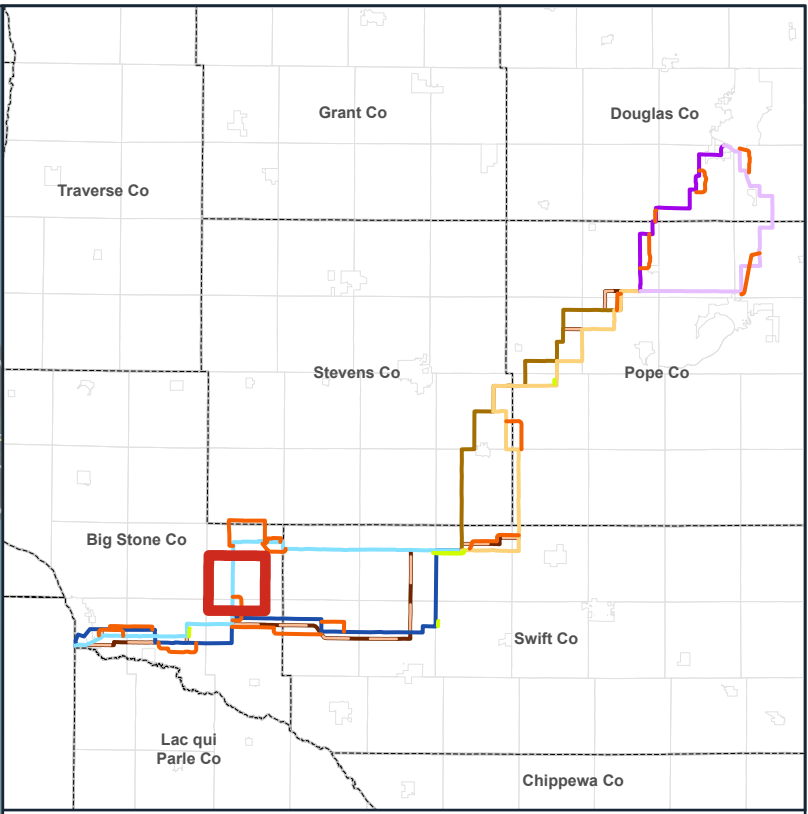 Grant Co
Douglas Co
Traverse Co
Stevens Co
Pope Co
Big Stone Co
Swift Co
Lac qui
Parle Co
Chippewa Co